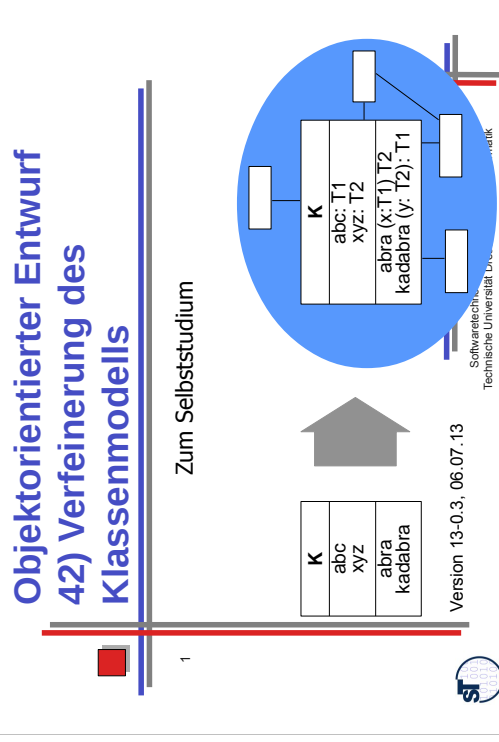 Objektorientierter Entwurf
42) Verfeinerung des
Klassenmodells
1
Zum Selbststudium
K
abc
xyz
abra
kadabra
K
abc: T1
xyz: T2
abra (x:T1) T2
kadabra (y: T2): T1
Version 13-0.3, 06.07.13
Technische Universität
ST